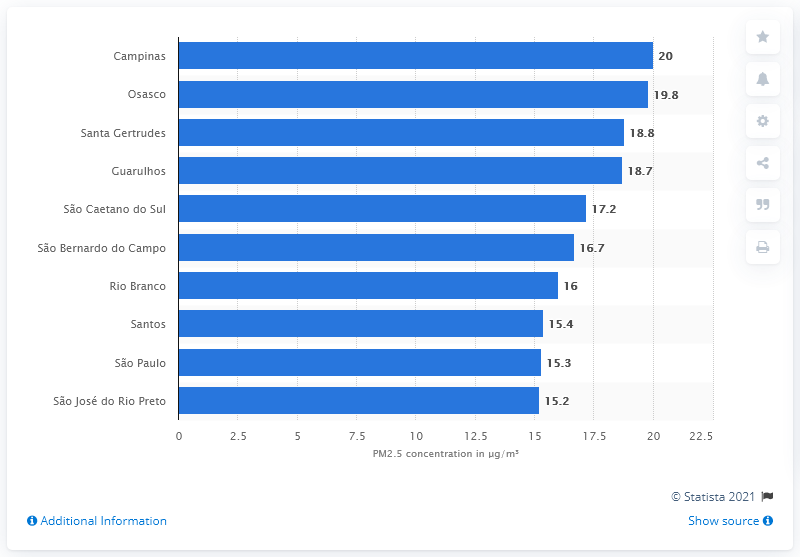 Campinas 20
Osasco 19.8
Santa Gertrudes 18.8
Guarulhos 18.7
São Caetano do Sul 17.2
São Bernardo do Campo 16.7
Rio Branco 16
Santos 15.4
São Paulo 15.3
São José do Rio Preto 15.2
0 2.5 5 7.5 10 12.5 15 17.5 20 22.5
PM2.5 concentration in µg/m³
© Statista 2021
Additional Information Show source